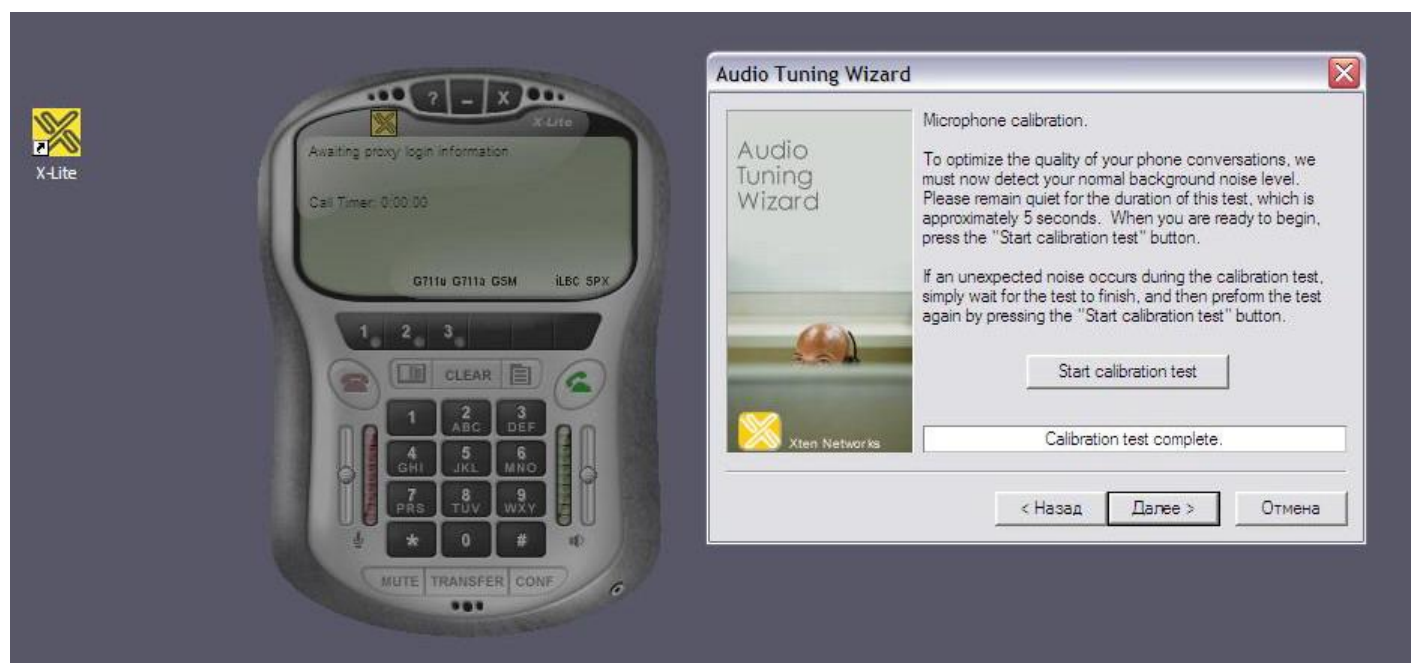 X-Lite
? – X
X-Lite
Awaiting proxy login information
Call Timer: 0:00:00
G711u G711a GSM iLBC SPX
1 2 3
CLEAR
1 2 3
ABC DEF
4 5 6
GHI JKL MNO
7 8 9
PRS TUV WXY
* 0 #
MUTE TRANSFER CONF
Audio Tuning Wizard
Audio
Tuning
Wizard
Xten Networks
Microphone calibration.
To optimize the quality of your phone conversations, we
must now detect your normal background noise level.
Please remain quiet for the duration of this test, which is
approximately 5 seconds. When you are ready to begin,
press the "Start calibration test" button.
If an unexpected noise occurs during the calibration test,
simply wait for the test to finish, and then preform the test
again by pressing the "Start calibration test" button.
Start calibration test
Calibration test complete.
< Назад Далее > Отмена